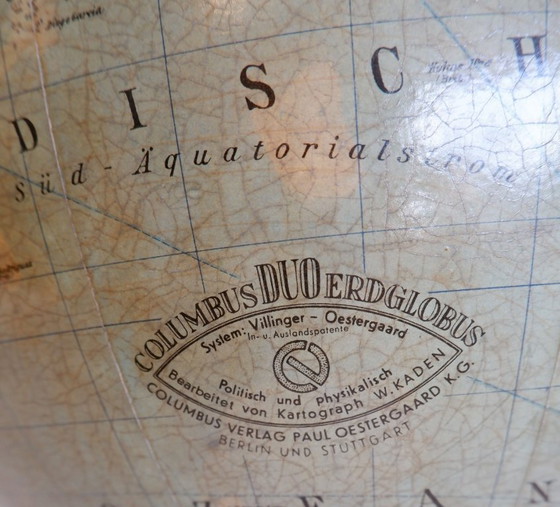 DISCH
Süd-Äquatorialstrom
COLUMBUS DUO ERDGLOBUS
System: Villinger - Oestergaard
In- u. Auslandspatente
Politisch und physikalisch
Bearbeitet von Kartograph W. KADEN
COLUMBUS VERLAG PAUL OESTERGAARD K.G.
BERLIN UND STUTTGART
Z E A N